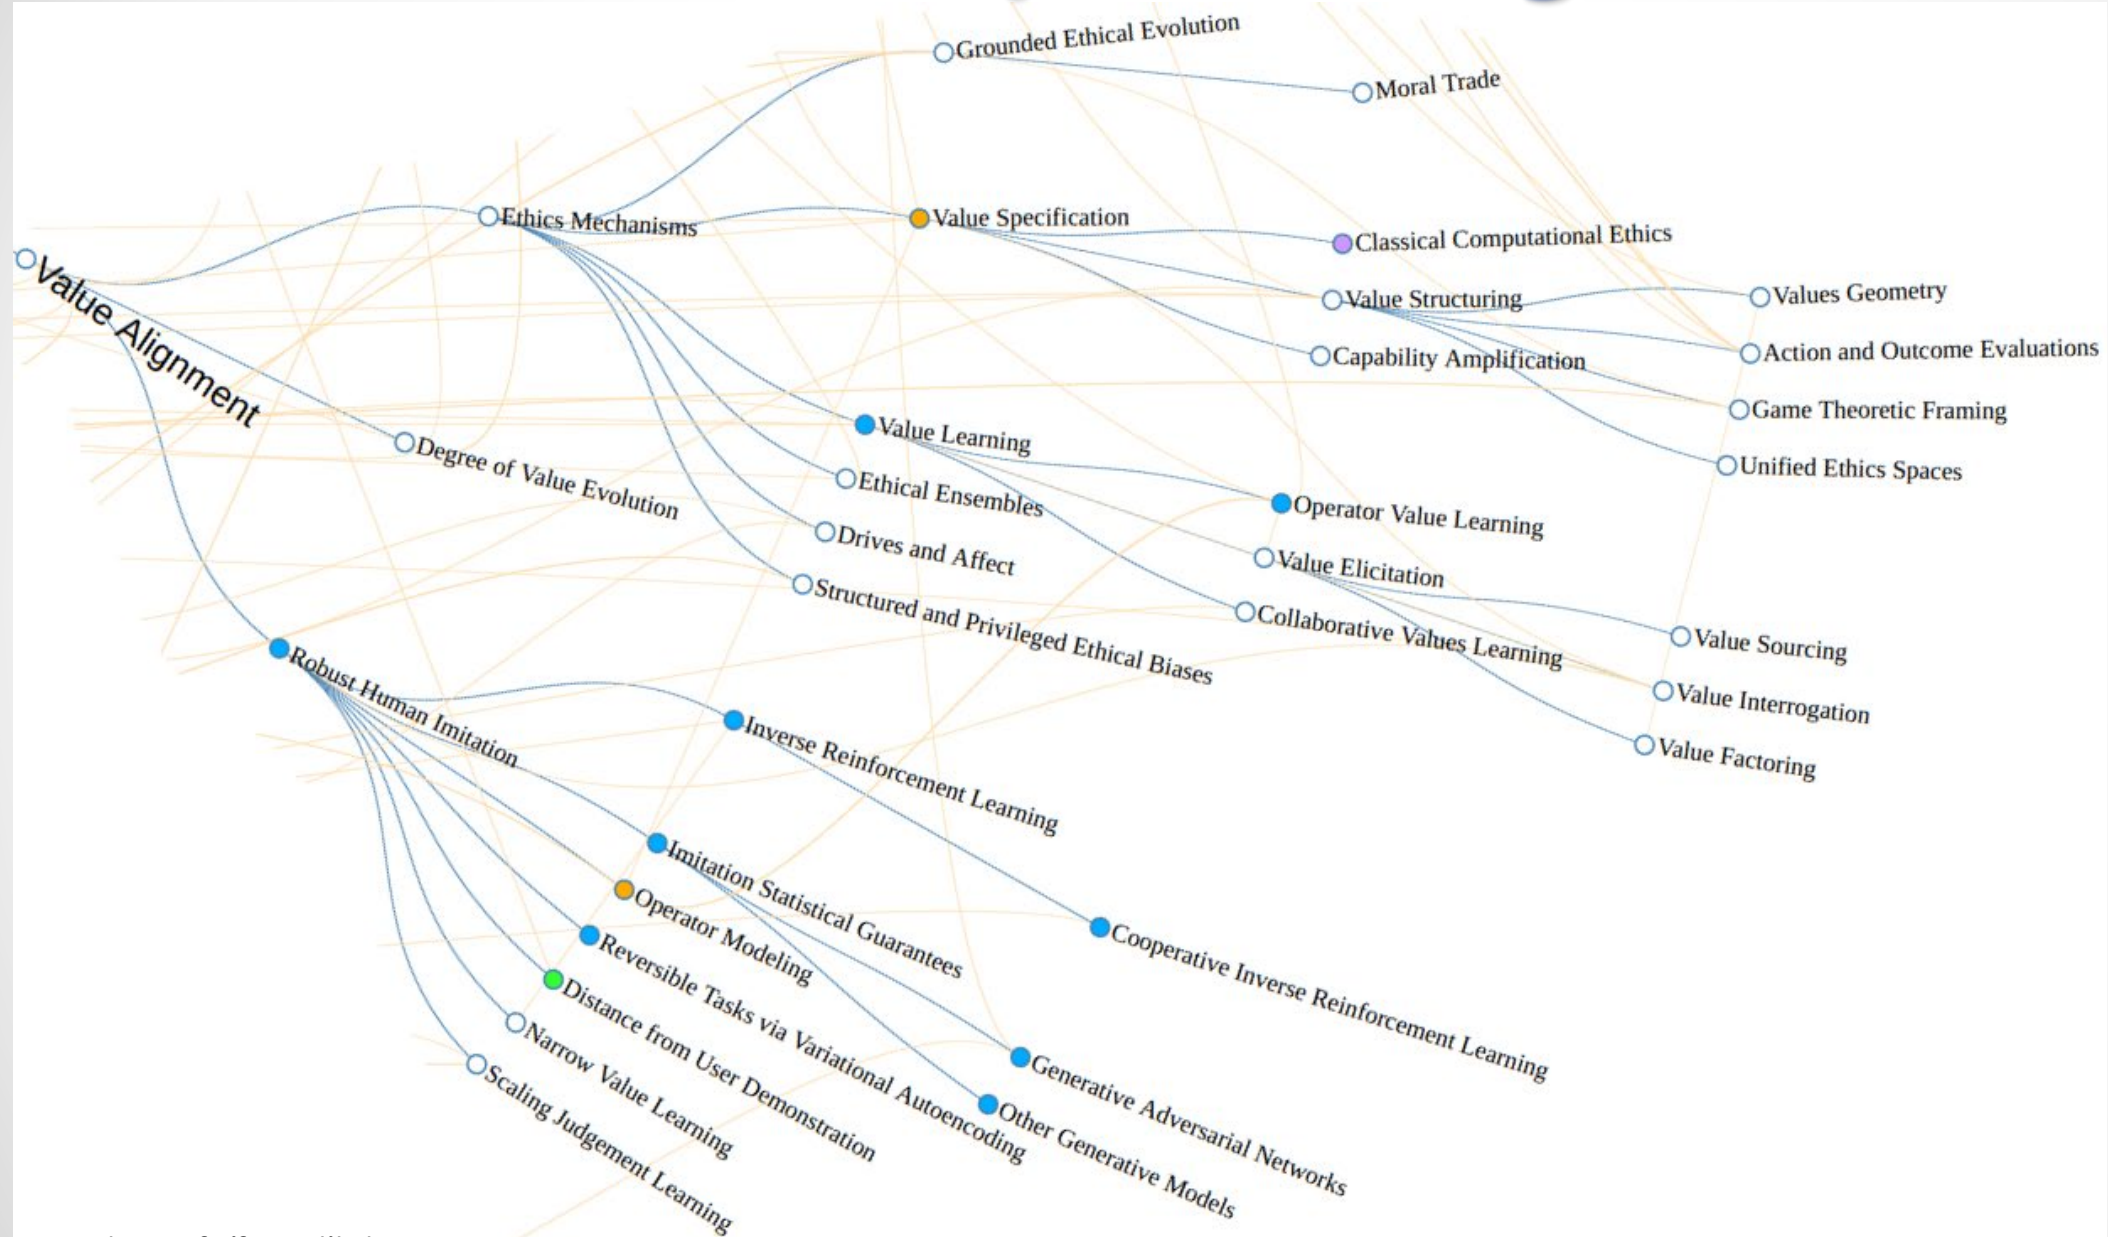 Grounded Ethical Evolution
Moral Trade
Ethics Mechanisms
Value Specification
Classical Computational Ethics
Value Alignment
Value Structuring
Values Geometry
Capability Amplification
Action and Outcome Evaluations
Game Theoretic Framing
Value Learning
Degree of Value Evolution
Unified Ethics Spaces
Ethical Ensembles
Operator Value Learning
Drives and Affect
Value Elicitation
Structured and Privileged Ethical Biases
Collaborative Values Learning
Value Sourcing
Robust Human Imitation
Value Interrogation
Inverse Reinforcement Learning
Value Factoring
Imitation Statistical Guarantees
Operator Modeling
Cooperative Inverse Reinforcement Learning
Reversible Tasks via Variational Autoencoding
Distance from User Demonstration
Narrow Value Learning
Generative Adversarial Networks
Scaling Judgement Learning
Other Generative Models